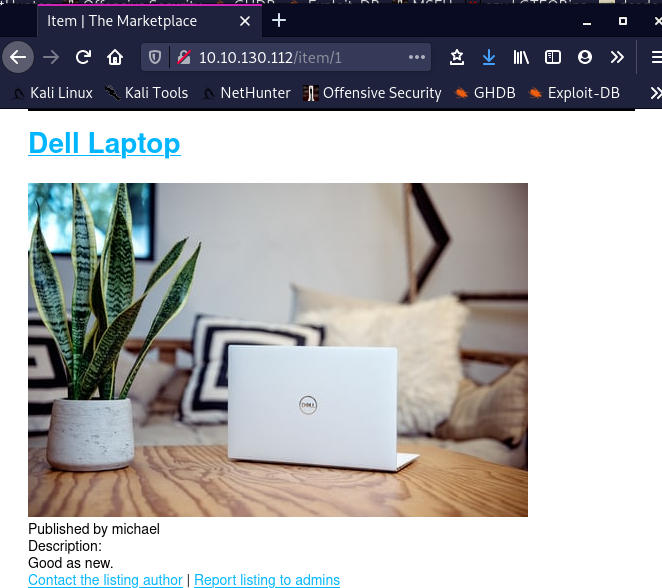 Item | The Marketplace
10.10.130.112/item/1
Kali Linux Kali Tools NetHunter Offensive Security GHDB Exploit-DB
Dell Laptop
DELL
Published by michael
Description:
Good as new.
Contact the listing author | Report listing to admins